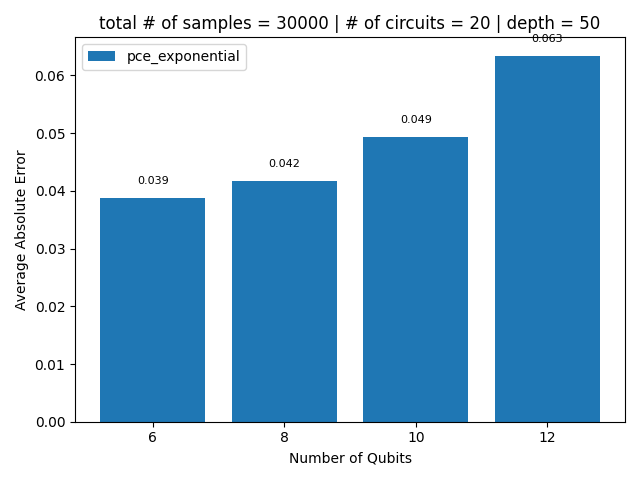 total # of samples = 30000 | # of circuits = 20 | depth = 50
pce_exponential
0.063
0.049
0.042
0.039
0.06
0.05
0.04
0.03
0.02
0.01
0.00
Average Absolute Error
6 8 10 12
Number of Qubits